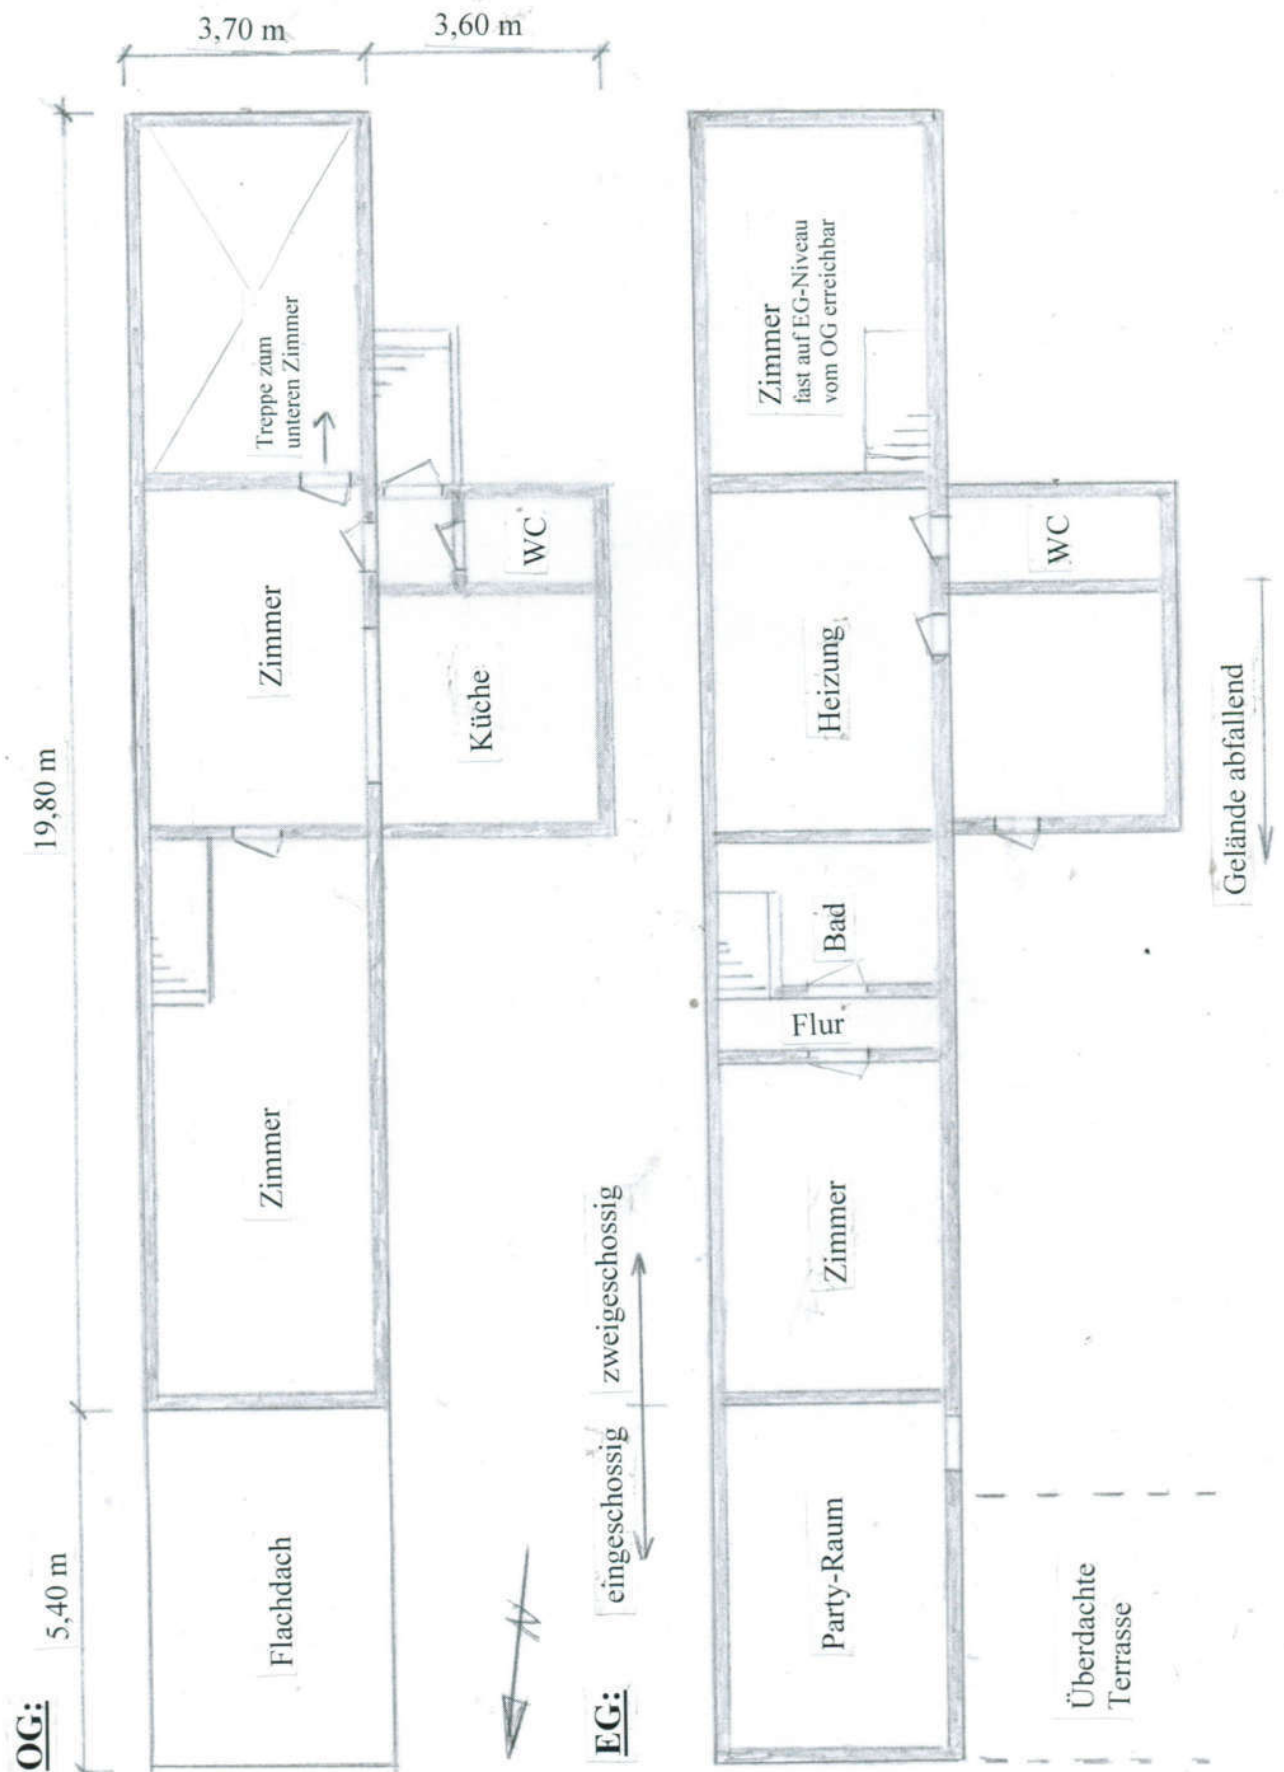 OG:
5,40 m
19,80 m
3,70 m
3,60 m
Flachdach
Zimmer
Zimmer
Treppe zum
unteren Zimmer
Küche
WC
N
eingeschossig
zweigeschossig
EG:
Party-Raum
Zimmer
Flur
Bad
Heizung
Zimmer
fast auf EG-Niveau
vom OG erreichbar
WC
Überdachte
Terrasse
Gelände abfallend